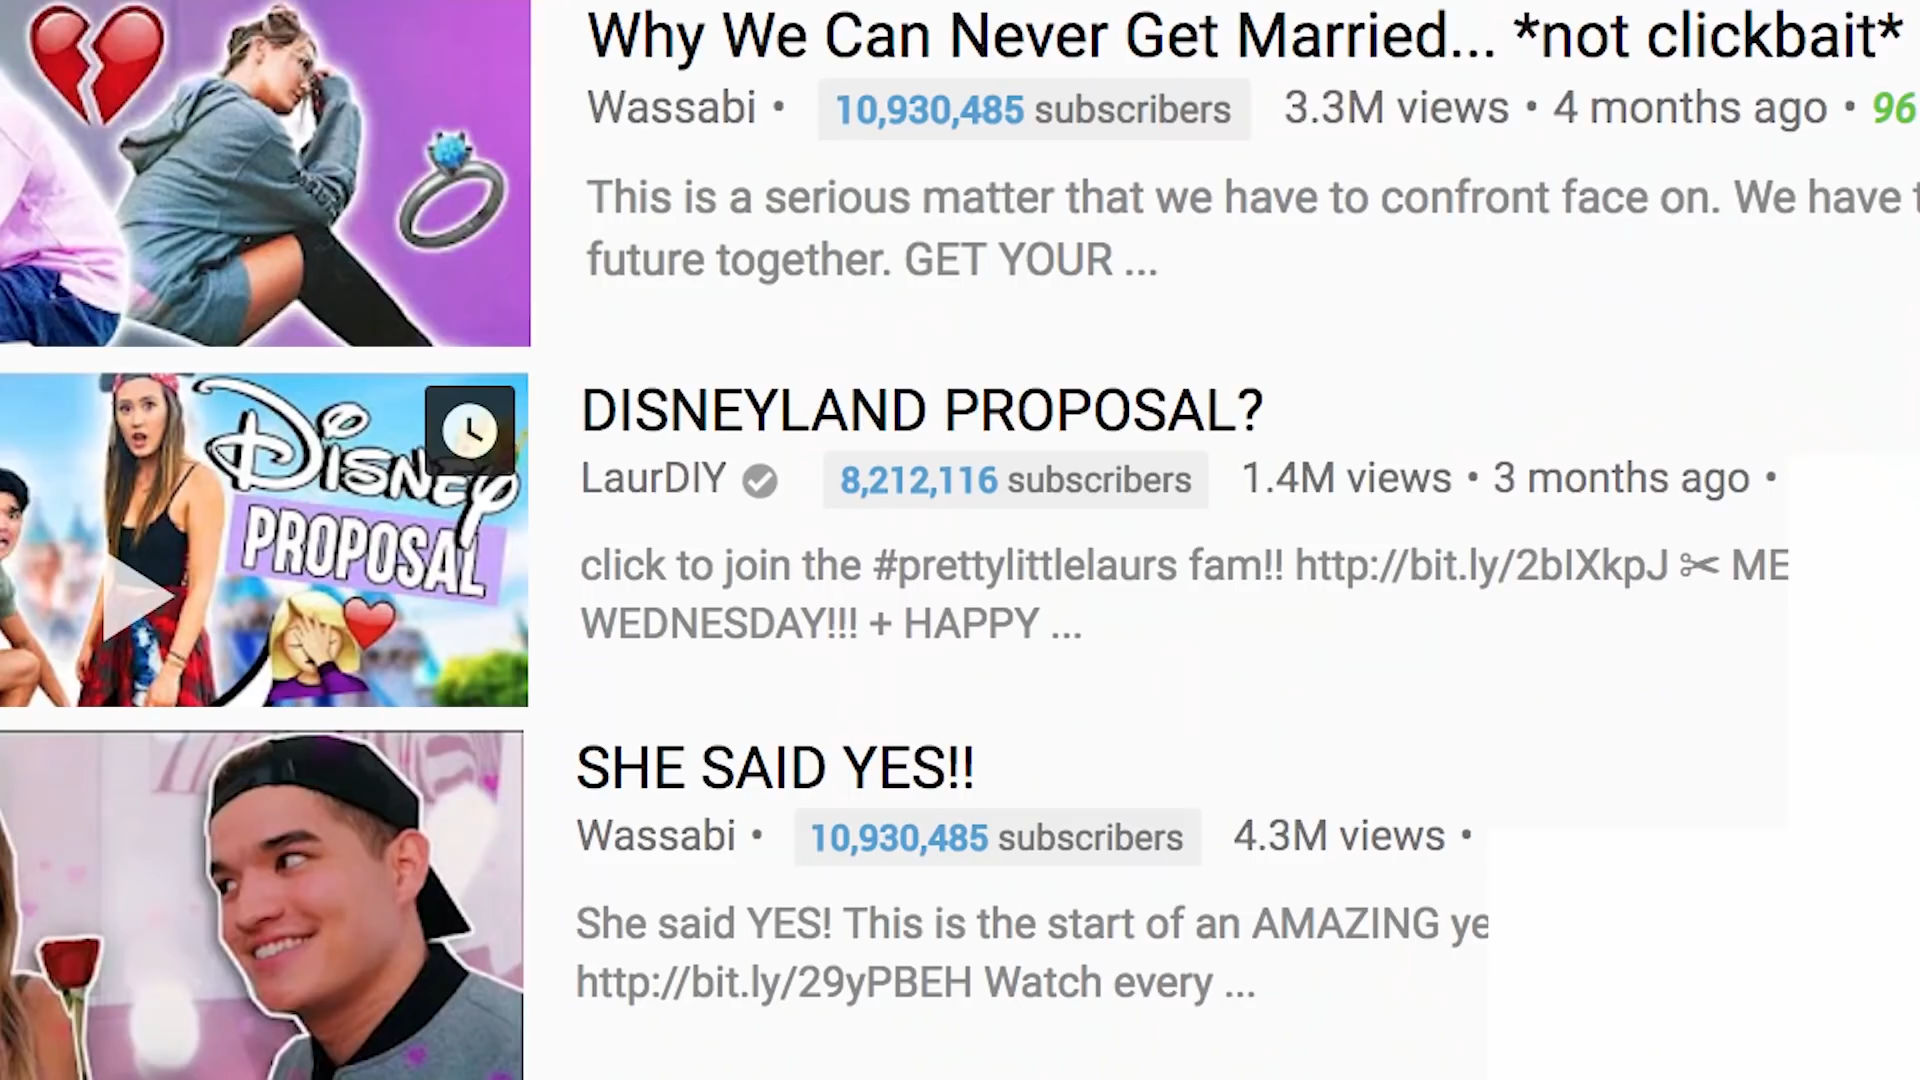 Why We Can Never Get Married... *not clickbait*
Wassabi • 10,930,485 subscribers 3.3M views • 4 months ago • 96
This is a serious matter that we have to confront face on. We have t
future together. GET YOUR ...
DISNEY
PROPOSAL
DISNEYLAND PROPOSAL?
LaurDIY 8,212,116 subscribers 1.4M views • 3 months ago •
click to join the #prettylittlelaurs fam!! http://bit.ly/2bIXkpJ ✂ ME
WEDNESDAY!!! + HAPPY ...
SHE SAID YES!!
Wassabi • 10,930,485 subscribers 4.3M views •
She said YES! This is the start of an AMAZING ye
http://bit.ly/29yPBEH Watch every ...